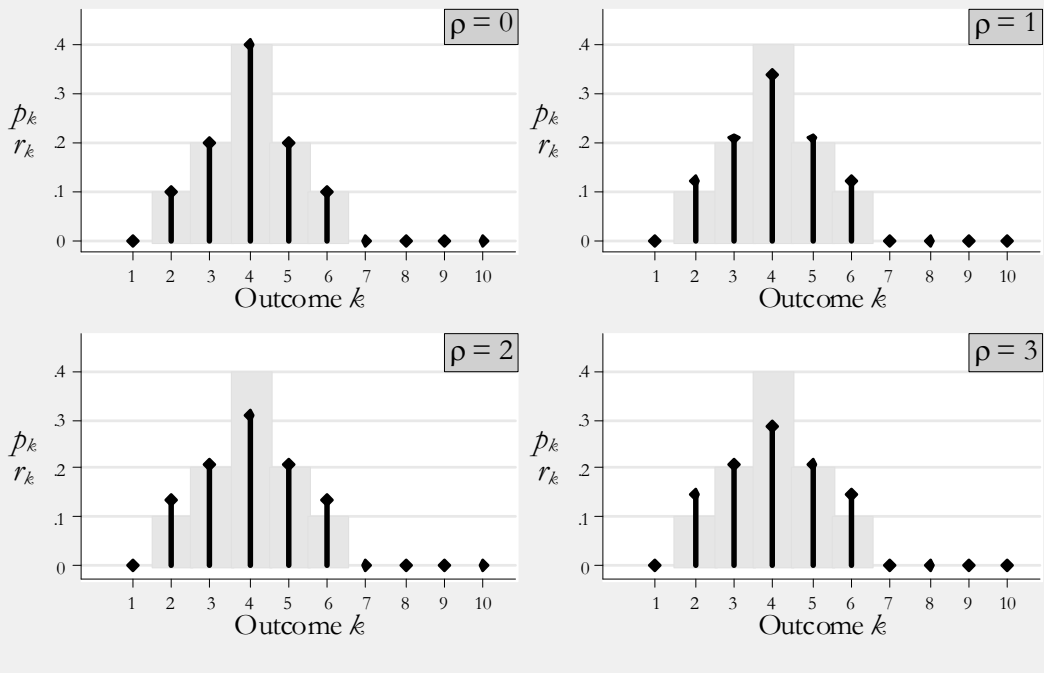 ρ = 0
.4
.3
.2
.1
0
pk
rk
1 2 3 4 5 6 7 8 9 10
Outcome k
ρ = 1
.4
.3
.2
.1
0
pk
rk
1 2 3 4 5 6 7 8 9 10
Outcome k
ρ = 2
.4
.3
.2
.1
0
pk
rk
1 2 3 4 5 6 7 8 9 10
Outcome k
ρ = 3
.4
.3
.2
.1
0
pk
rk
1 2 3 4 5 6 7 8 9 10
Outcome k